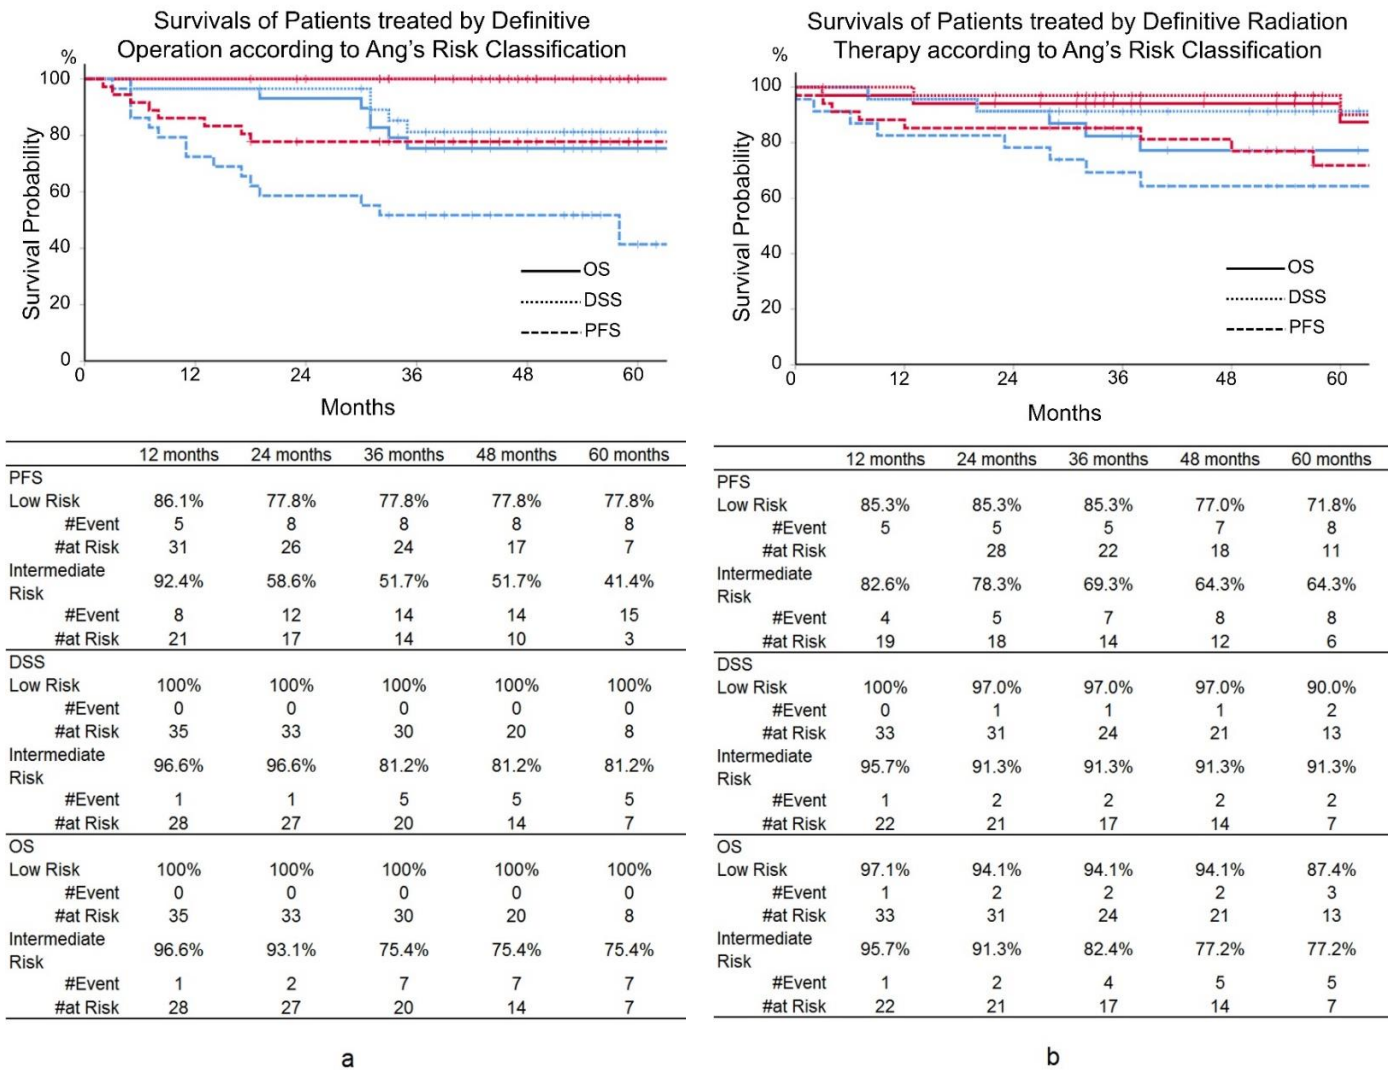 Survivals of Patients treated by Definitive
Operation according to Ang's Risk Classification
%
100
80
60
40
20
0
Survival Probability
OS
DSS
PFS
0 12 24 36 48 60
Months
12 months 24 months 36 months 48 months 60 months
PFS
Low Risk 86.1% 77.8% 77.8% 77.8% 77.8%
#Event 5 8 8 8 8
#at Risk 31 26 24 17 7
Intermediate
Risk 92.4% 58.6% 51.7% 51.7% 41.4%
#Event 8 12 14 14 15
#at Risk 21 17 14 10 3
DSS
Low Risk 100% 100% 100% 100% 100%
#Event 0 0 0 0 0
#at Risk 35 33 30 20 8
Intermediate
Risk 96.6% 96.6% 81.2% 81.2% 81.2%
#Event 1 1 5 5 5
#at Risk 28 27 20 14 7
OS
Low Risk 100% 100% 100% 100% 100%
#Event 0 0 0 0 0
#at Risk 35 33 30 20 8
Intermediate
Risk 96.6% 93.1% 75.4% 75.4% 75.4%
#Event 1 2 7 7 7
#at Risk 28 27 20 14 7
a
Survivals of Patients treated by Definitive Radiation
Therapy according to Ang's Risk Classification
%
100
80
60
40
20
0
Survival Probability
OS
DSS
PFS
0 12 24 36 48 60
Months
12 months 24 months 36 months 48 months 60 months
PFS
Low Risk 85.3% 85.3% 85.3% 77.0% 71.8%
#Event 5 5 5 7 8
#at Risk 28 22 18 11
Intermediate
Risk 82.6% 78.3% 69.3% 64.3% 64.3%
#Event 4 5 7 8 8
#at Risk 19 18 14 12 6
DSS
Low Risk 100% 97.0% 97.0% 97.0% 90.0%
#Event 0 1 1 1 2
#at Risk 33 31 24 21 13
Intermediate
Risk 95.7% 91.3% 91.3% 91.3% 91.3%
#Event 1 2 2 2 2
#at Risk 22 21 17 14 7
OS
Low Risk 97.1% 94.1% 94.1% 94.1% 87.4%
#Event 1 2 2 2 3
#at Risk 33 31 24 21 13
Intermediate
Risk 95.7% 91.3% 82.4% 77.2% 77.2%
#Event 1 2 4 5 5
#at Risk 22 21 17 14 7
b